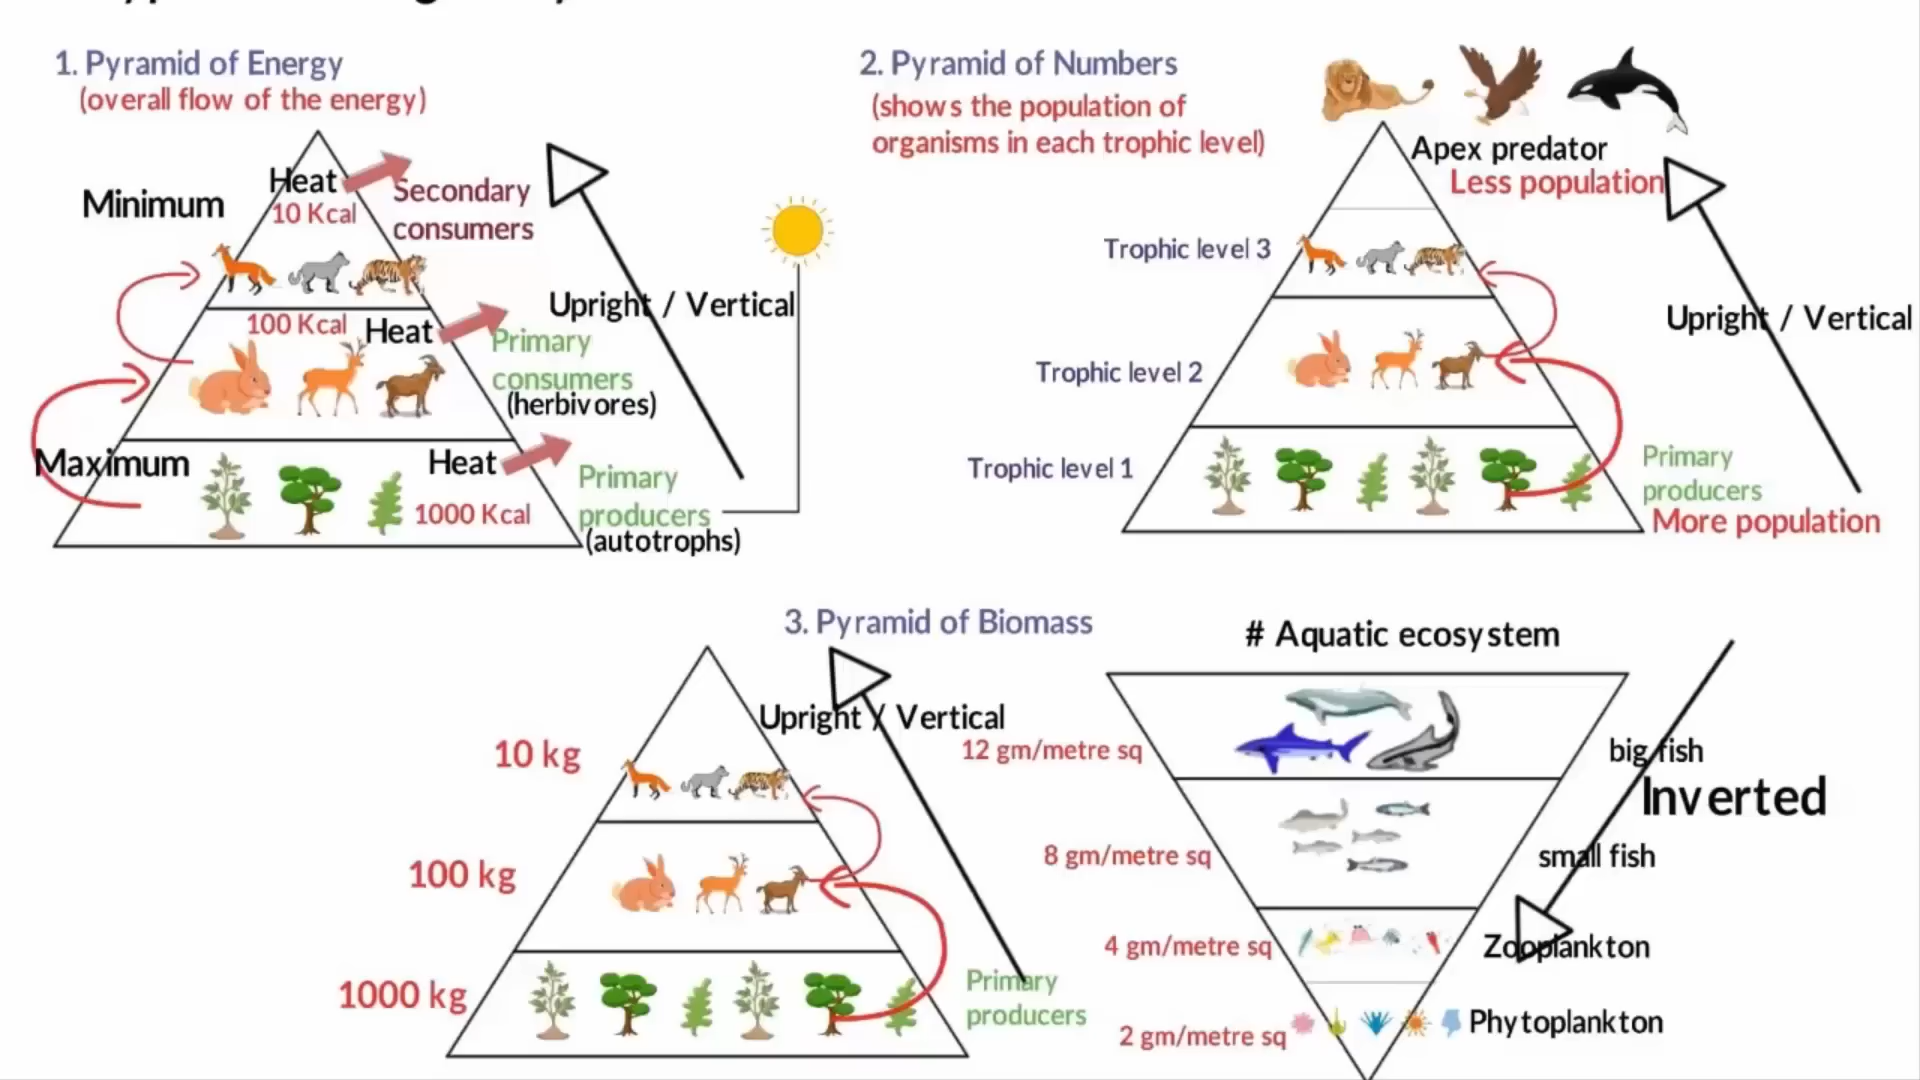 1. Pyramid of Energy
(overall flow of the energy)
Heat
10 Kcal
Minimum
Secondary
consumers
100 Kcal
Heat
Primary
consumers
(herbivores)
Upright / Vertical
Maximum
Heat
1000 Kcal
Primary
producers
(autotrophs)
2. Pyramid of Numbers
(shows the population of
organisms in each trophic level)
Apex predator
Less population
Trophic level 3
Upright / Vertical
Trophic level 2
Trophic level 1
Primary
producers
More population
3. Pyramid of Biomass
Upright / Vertical
10 kg
100 kg
1000 kg
Primary
producers
# Aquatic ecosystem
12 gm/metre sq
big fish
Inverted
8 gm/metre sq
small fish
4 gm/metre sq
Zooplankton
2 gm/metre sq
Phytoplankton